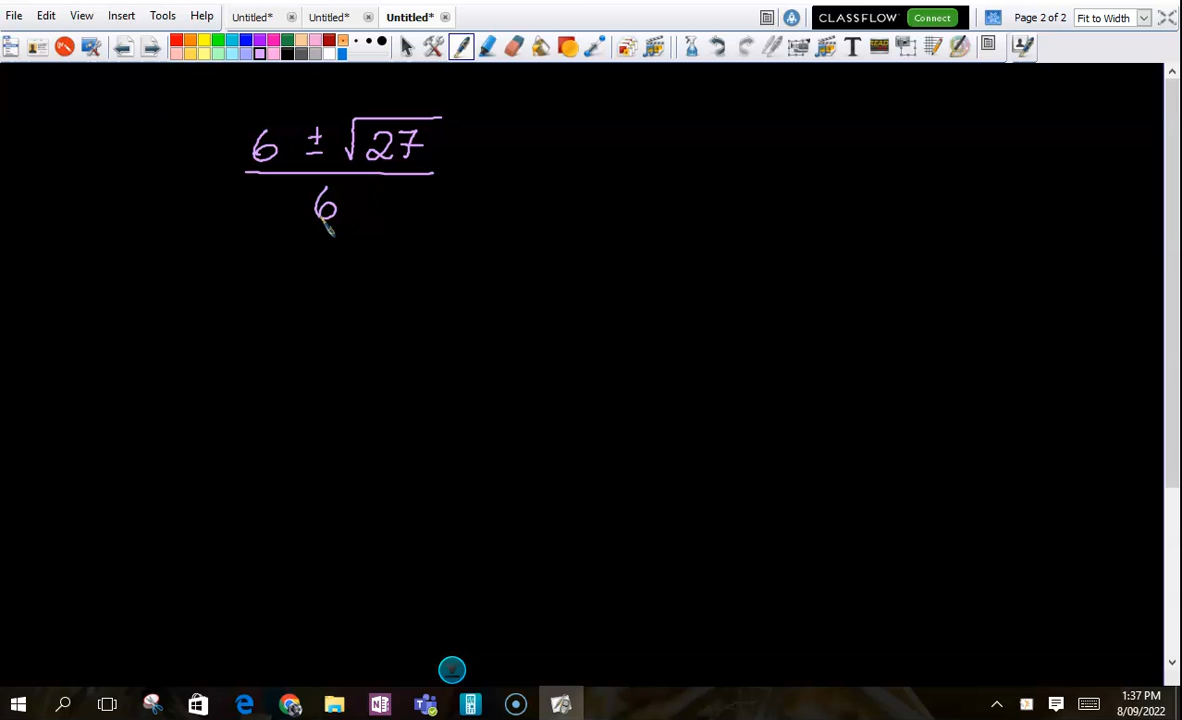 File Edit View Insert Tools Help Untitled* Untitled* Untitled* CLASSFLOW Connect Page 2 of 2 Fit to Width
6 ± √27
6
1:37 PM
8/09/2022